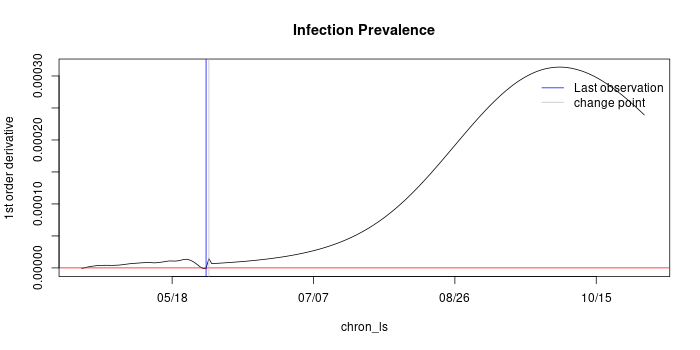 Infection Prevalence
1st order derivative
0.00030
0.00020
0.00010
0.00000
Last observation
change point
05/18
07/07
08/26
10/15
chron_ls